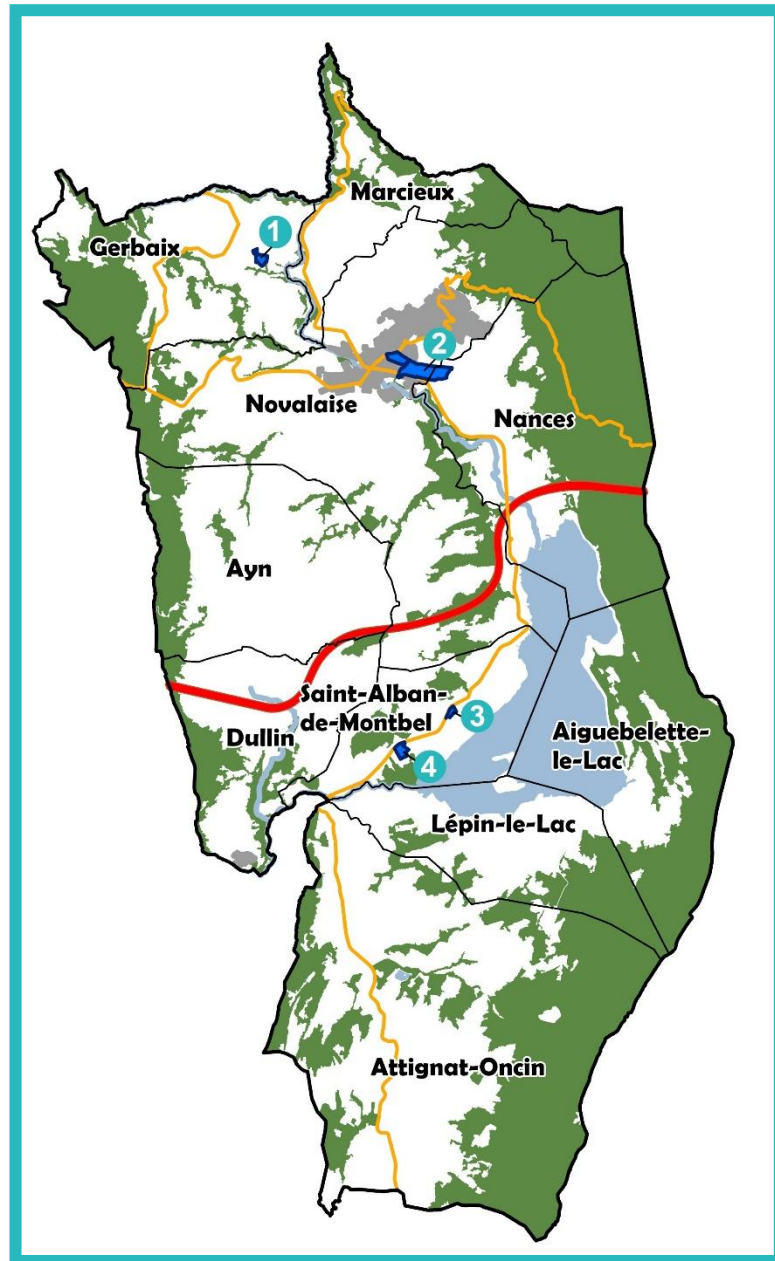 Marcieux
1
Gerbaix
2
Novalaise
Nances
Ayn
Saint-Alban-
de-Montbel
3
Dullin
Aiguebelette-
le-Lac
4
Lépin-le-Lac
Attignat-Oncin